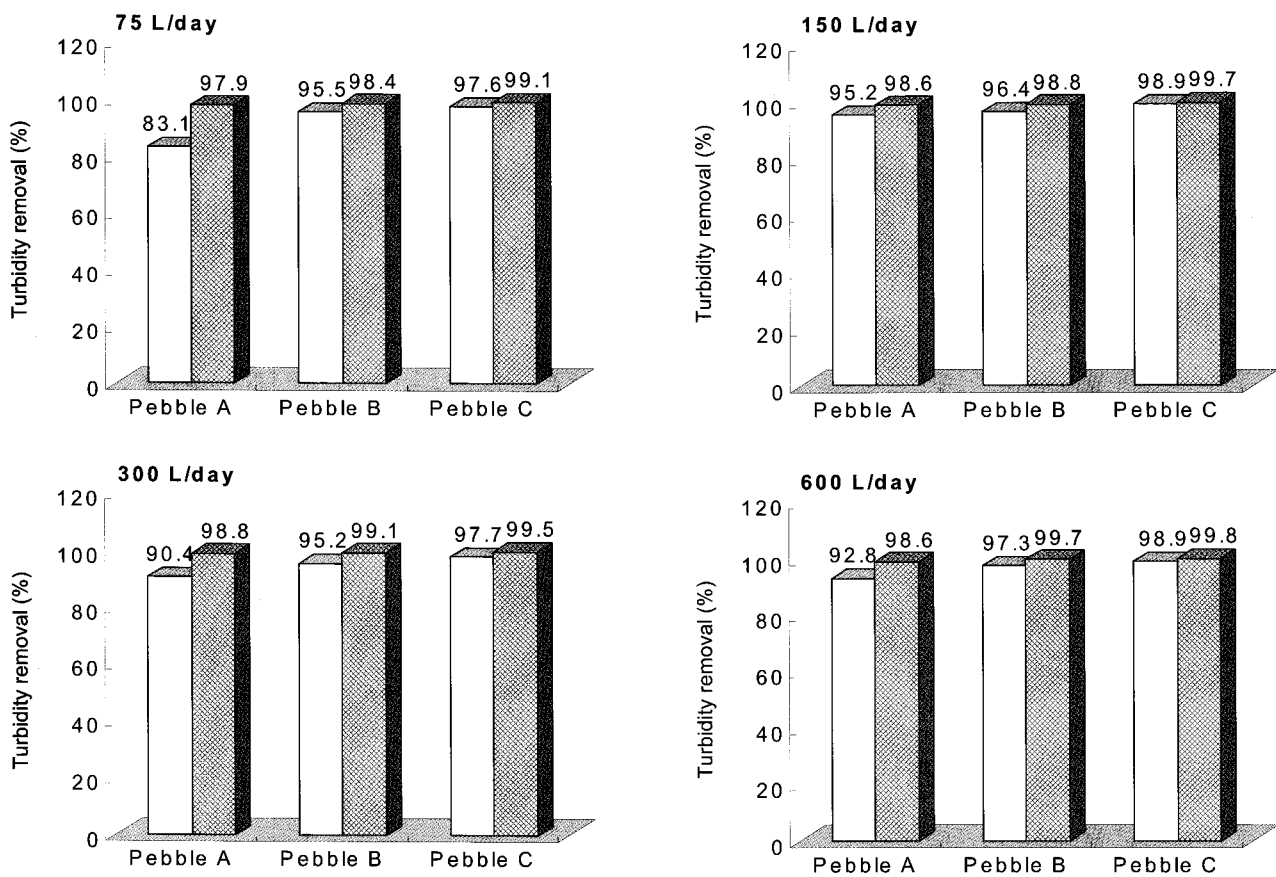 75 L/day
Turbidity removal (%)
120
100
80
60
40
20
0
83.1
97.9
95.5
98.4
97.6
99.1
Pebble A
Pebble B
Pebble C
150 L/day
Turbidity removal (%)
120
100
80
60
40
20
0
95.2
98.6
96.4
98.8
98.9
99.7
Pebble A
Pebble B
Pebble C
300 L/day
Turbidity removal (%)
120
100
80
60
40
20
0
90.4
98.8
95.2
99.1
97.7
99.5
Pebble A
Pebble B
Pebble C
600 L/day
Turbidity removal (%)
120
100
80
60
40
20
0
92.8
98.6
97.3
99.7
98.9
99.8
Pebble A
Pebble B
Pebble C